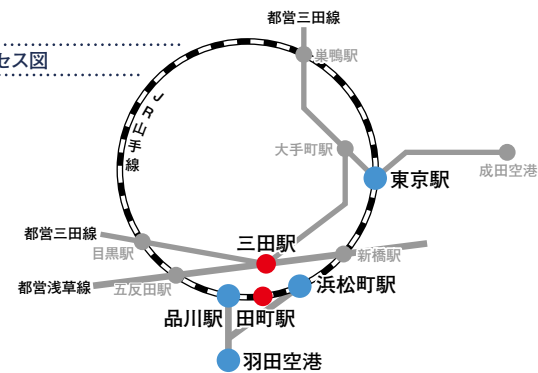 都営三田線
セス図
巣鴨駅
JR山手線
大手町駅
成田空港
東京駅
都営三田線
三田駅
目黒駅
新橋駅
都営浅草線
五反田駅
浜松町駅
品川駅
田町駅
羽田空港